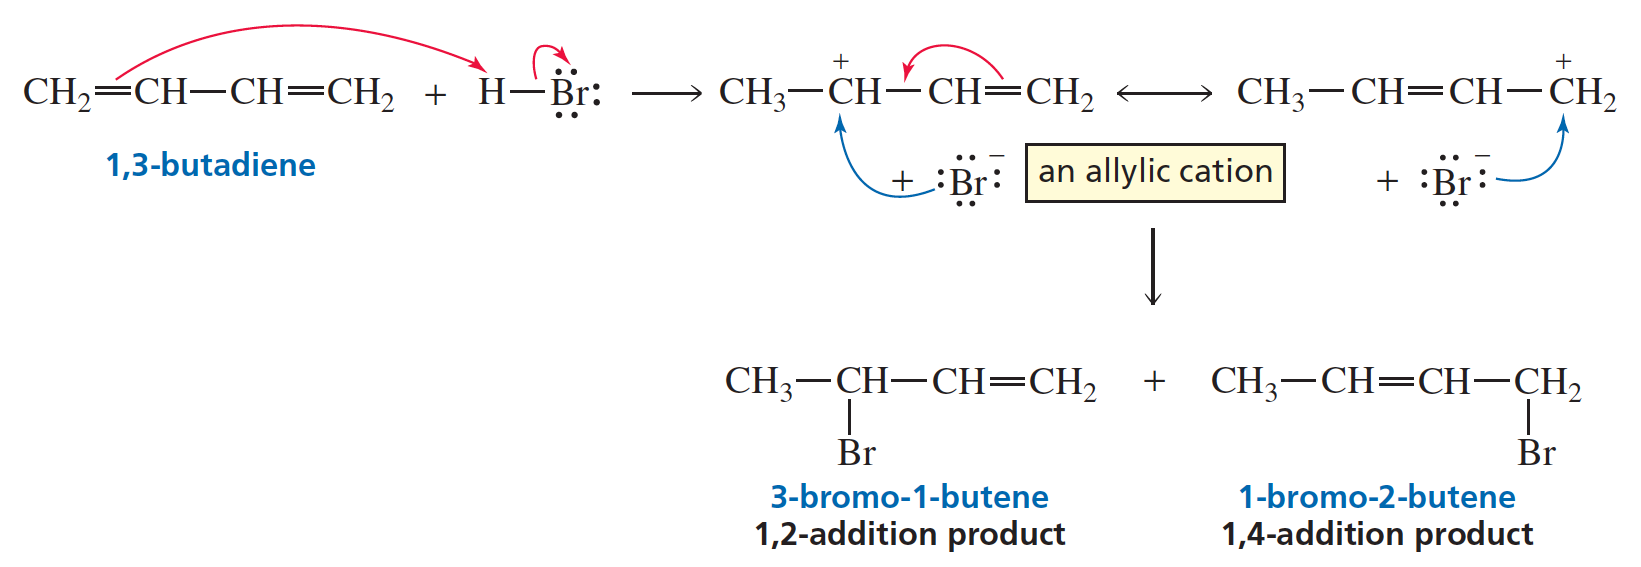 CH₂=CH—CH=CH₂ + H—Br: ⟶ CH₃—C⁺H—CH=CH₂ ⟷ CH₃—CH=CH—C⁺H₂
1,3-butadiene
+ :Br:⁻ an allylic cation + :Br:⁻
CH₃—CH—CH=CH₂ + CH₃—CH=CH—CH₂
Br Br
3-bromo-1-butene 1-bromo-2-butene
1,2-addition product 1,4-addition product